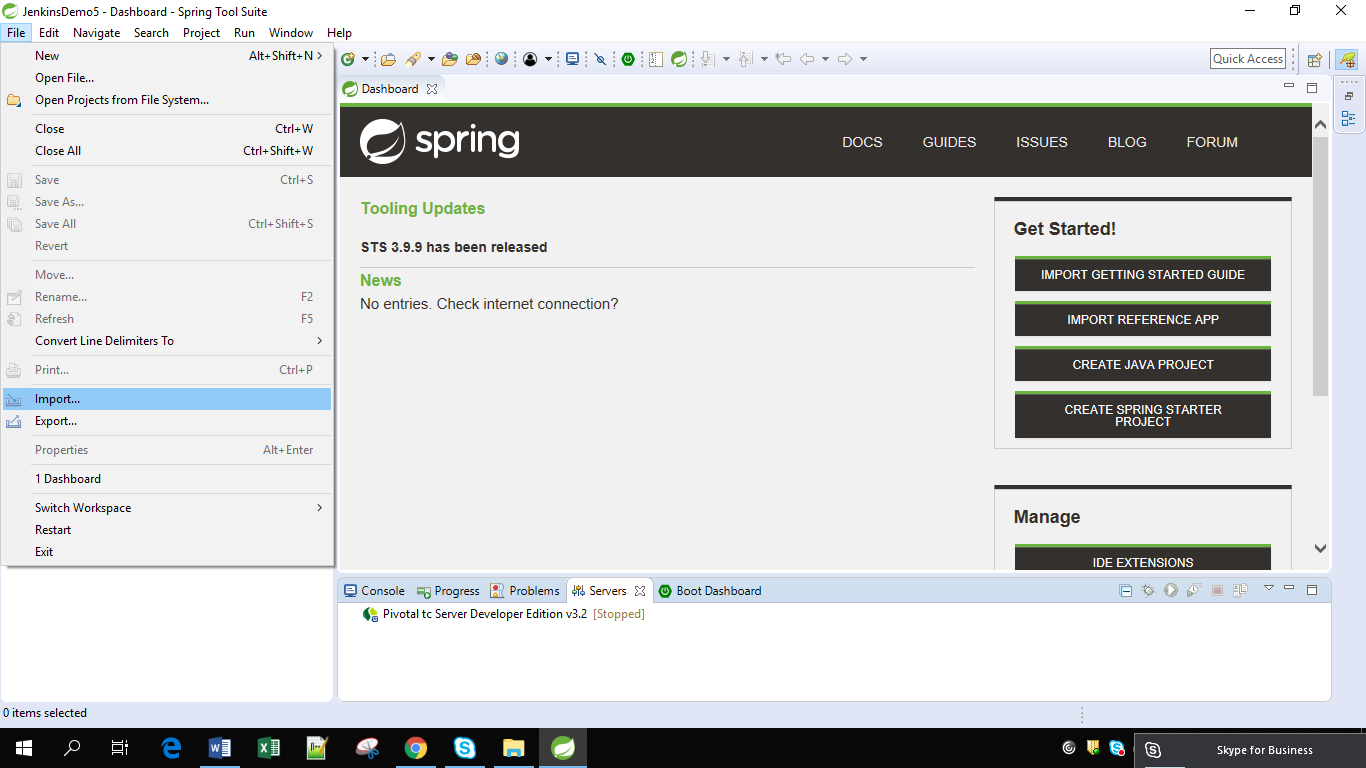 JenkinsDemo5 - Dashboard - Spring Tool Suite
File Edit Navigate Search Project Run Window Help
New Alt+Shift+N
Open File...
Open Projects from File System...
Close Ctrl+W
Close All Ctrl+Shift+W
Save Ctrl+S
Save As...
Save All Ctrl+Shift+S
Revert
Move...
Rename... F2
Refresh F5
Convert Line Delimiters To
Print... Ctrl+P
Import...
Export...
Properties Alt+Enter
1 Dashboard
Switch Workspace
Restart
Exit
Quick Access
Dashboard
spring
DOCS GUIDES ISSUES BLOG FORUM
Tooling Updates
STS 3.9.9 has been released
News
No entries. Check internet connection?
Get Started!
IMPORT GETTING STARTED GUIDE
IMPORT REFERENCE APP
CREATE JAVA PROJECT
CREATE SPRING STARTER
PROJECT
Manage
IDE EXTENSIONS
Console Progress Problems Servers Boot Dashboard
Pivotal tc Server Developer Edition v3.2 [Stopped]
0 items selected
Skype for Business